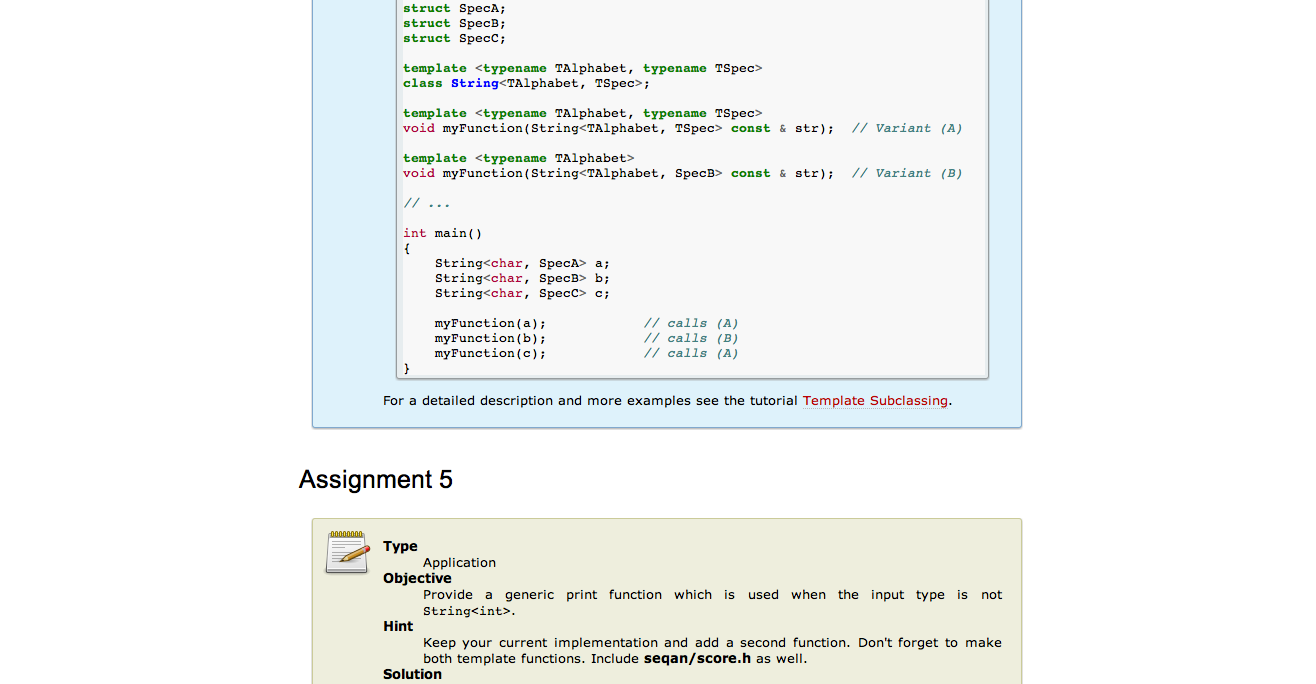 struct SpecA;
struct SpecB;
struct SpecC;
template <typename TAlphabet, typename TSpec>
class String<TAlphabet, TSpec>;
template <typename TAlphabet, typename TSpec>
void myFunction(String<TAlphabet, TSpec> const & str);  // Variant (A)
template <typename TAlphabet>
void myFunction(String<TAlphabet, SpecB> const & str);  // Variant (B)
// ...
int main()
{
    String<char, SpecA> a;
    String<char, SpecB> b;
    String<char, SpecC> c;
    myFunction(a);            // calls (A)
    myFunction(b);            // calls (B)
    myFunction(c);            // calls (A)
}
For a detailed description and more examples see the tutorial Template Subclassing.
Assignment 5
Type
Application
Objective
Provide a generic print function which is used when the input type is not
String<int>.
Hint
Keep your current implementation and add a second function. Don't forget to make
both template functions. Include seqan/score.h as well.
Solution